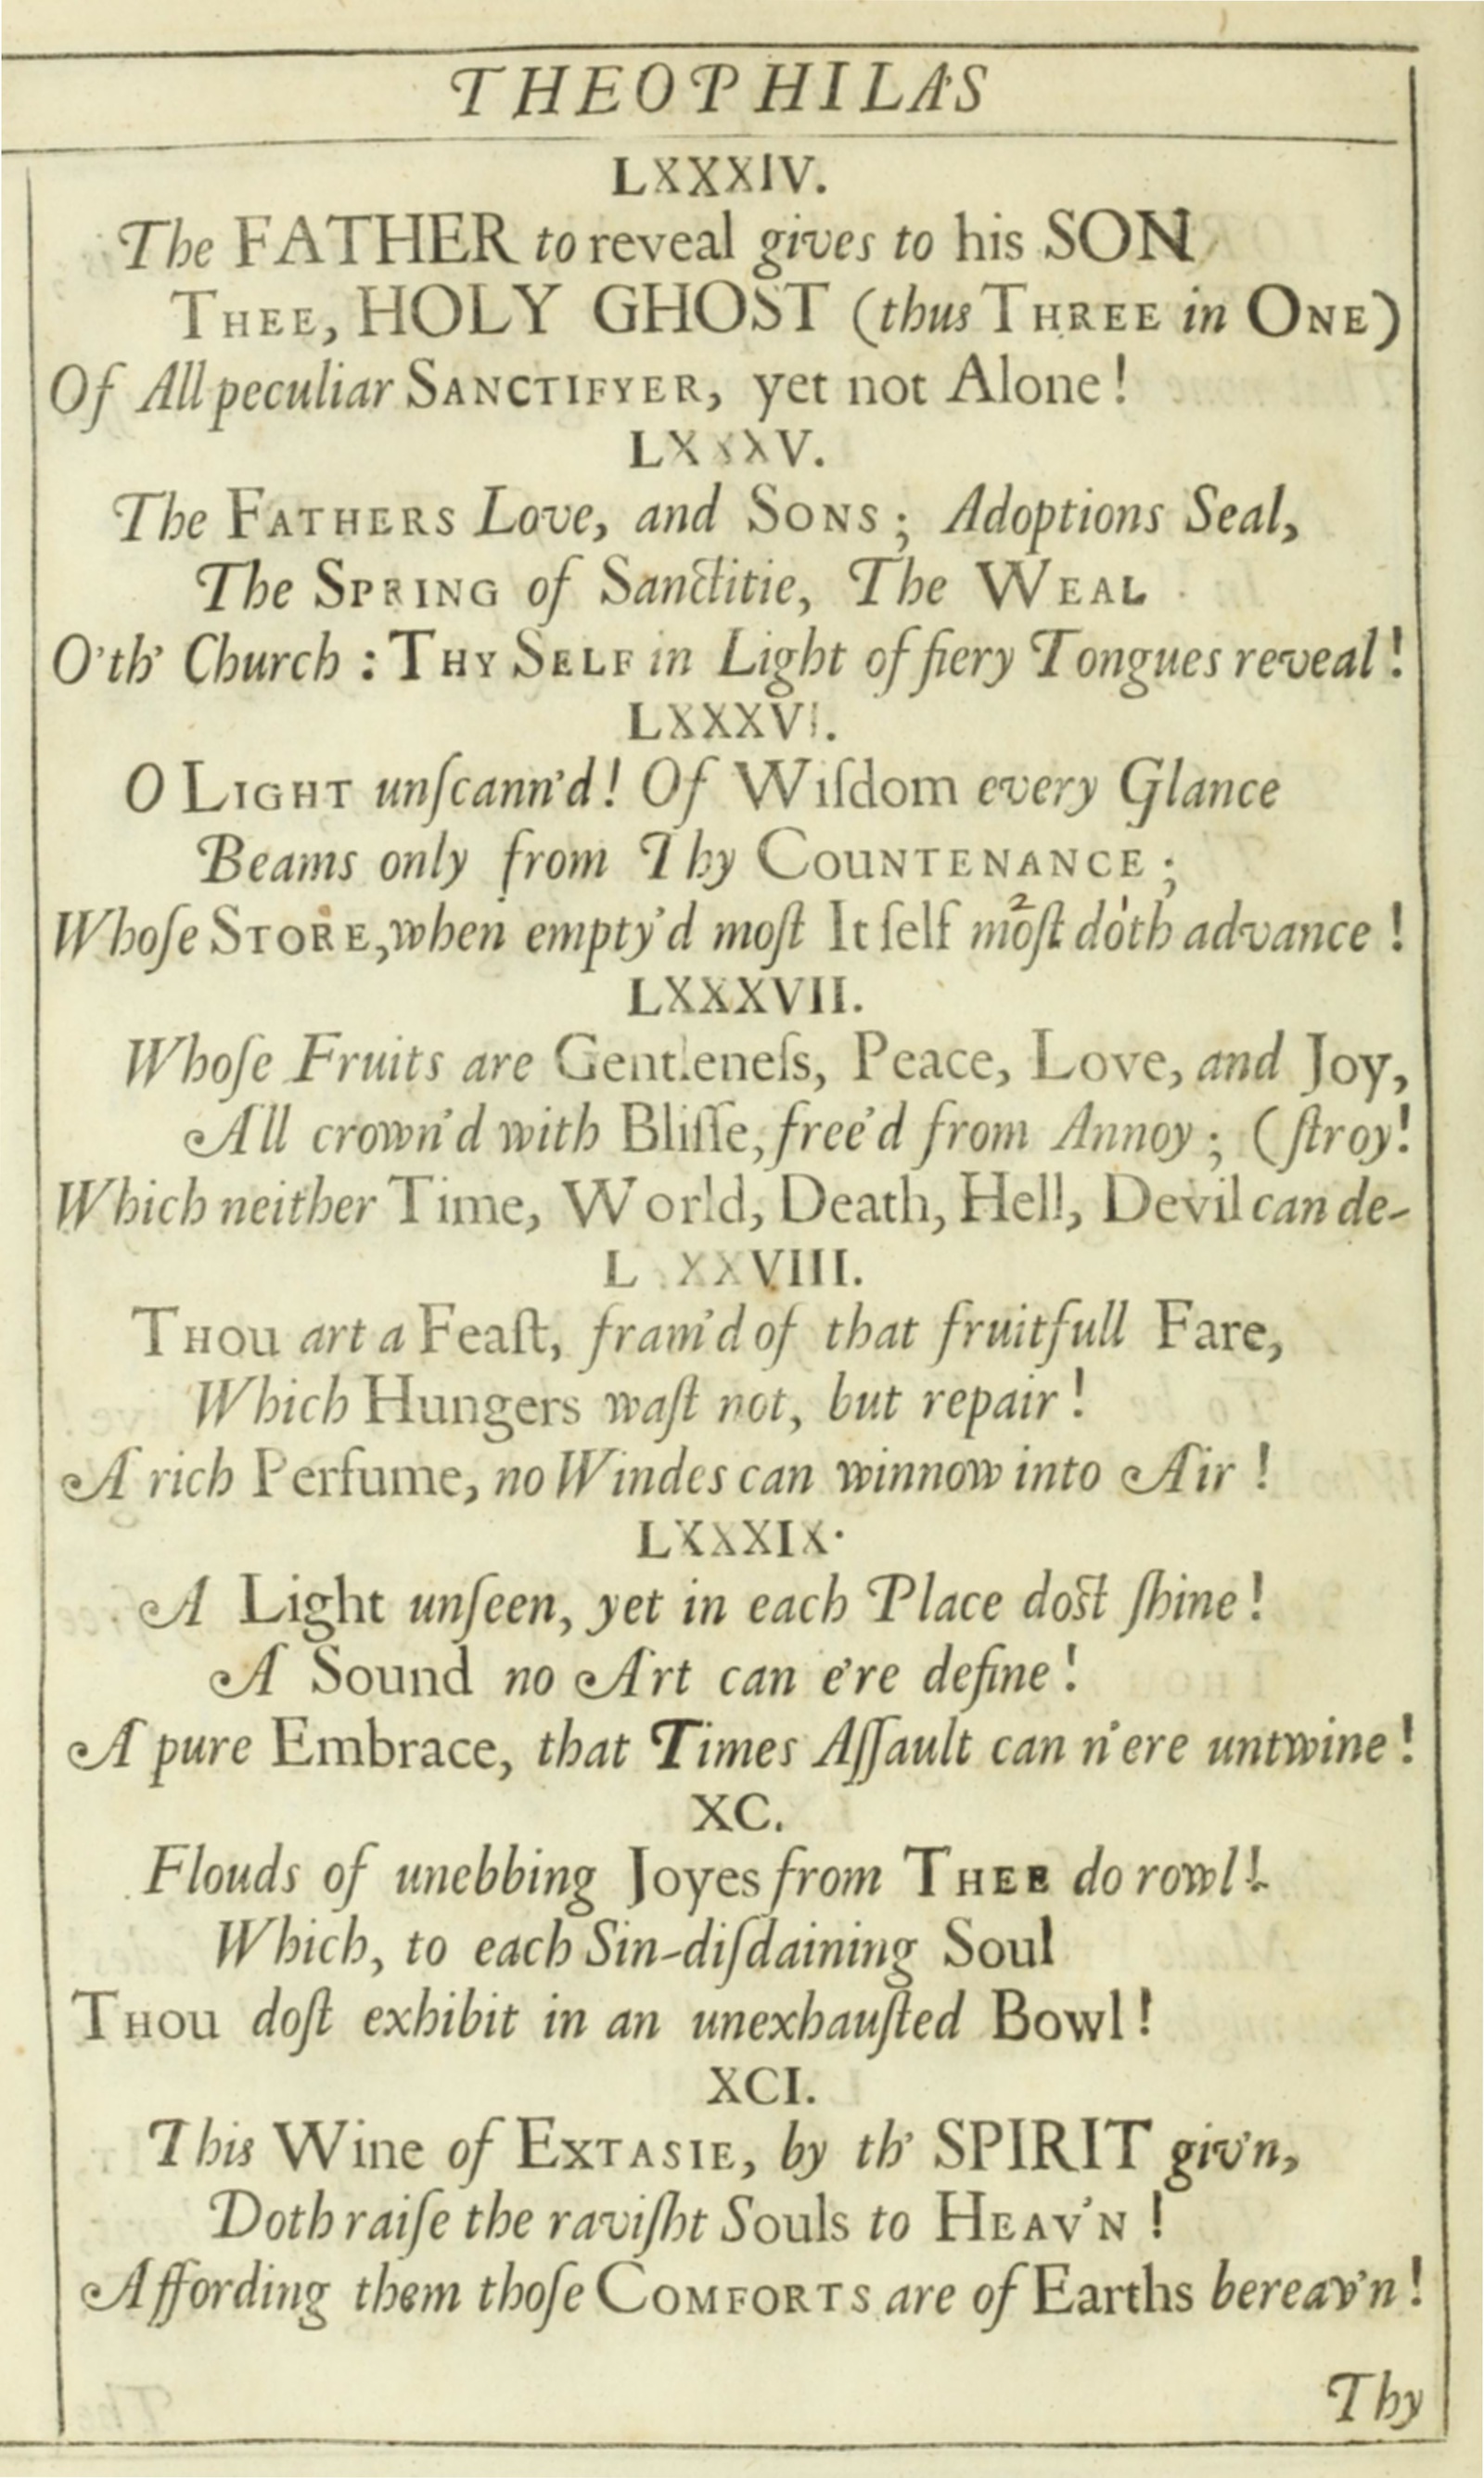 THEOPHILA'S
LXXXIV.
The FATHER to reveal gives to his SON
THEE, HOLY GHOST (thus THREE in ONE)
Of All peculiar SANCTIFYER, yet not Alone!
LXXXV.
The FATHERS Love, and SONS; Adoptions Seal,
The SPRING of Sanctitie, The WEAL
O'th' Church : THY SELF in Light of fiery Tongues reveal!
LXXXVI.
O LIGHT unſcann'd! Of Wiſdom every Glance
Beams only from Thy COUNTENANCE;
Whoſe STORE, when empty'd moſt It ſelf moſt doth advance!
LXXXVII.
Whoſe Fruits are Gentleneſs, Peace, Love, and Joy,
All crown'd with Bliſſe, free'd from Annoy; (ſtroy!
Which neither Time, World, Death, Hell, Devil can de-
L XXVIII.
THOU art a Feaſt, fram'd of that fruitfull Fare,
Which Hungers waſt not, but repair!
A rich Perfume, no Windes can winnow into Air!
LXXXIX.
A Light unſeen, yet in each Place doſt ſhine!
A Sound no Art can e're define!
A pure Embrace, that Times Aſſault can n'ere untwine!
XC.
Flouds of unebbing Joyes from THEE do rowl!
Which, to each Sin-diſdaining Soul
THOU doſt exhibit in an unexhauſted Bowl!
XCI.
This Wine of EXTASIE, by th' SPIRIT giv'n,
Doth raiſe the raviſht Souls to HEAV'N!
Affording them thoſe COMFORTS are of Earths bereav'n!
Thy